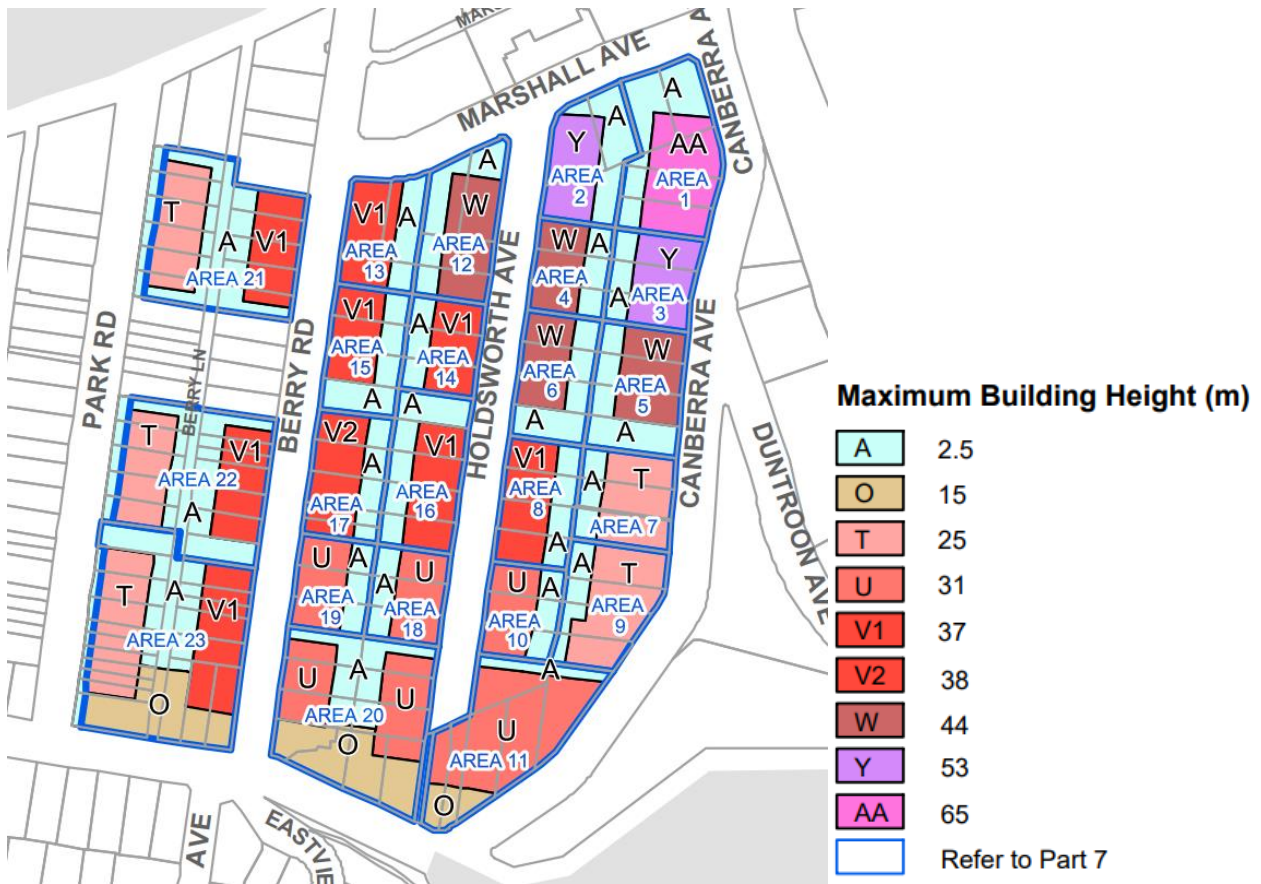 MARSHALL AVE
CANBERRA A
CANBERRA AVE
A
A
Y
AA
AREA
2
AREA
1
A
V1
A
W
AREA
13
AREA
12
W
A
Y
AREA
4
A
AREA
3
T
A
V1
AREA 21
HOLDSWORTH AVE
V1
A
V1
AREA
15
AREA
14
W
W
AREA
6
AREA
5
PARK RD
BERRY LN
BERRY RD
A
A
A
A
CANBERRA AVE
DUNTROON AVE
T
V1
AREA 22
A
V2
A
V1
AREA
17
AREA
16
V1
A
T
AREA
8
AREA 7
A
U
A
A
U
AREA
19
AREA
18
U
A
A
T
AREA
10
AREA
9
T
A
V1
AREA 23
O
U
A
U
AREA 20
O
A
U
AREA 11
O
AVE
EASTVIE
Maximum Building Height (m)
A 2.5
O 15
T 25
U 31
V1 37
V2 38
W 44
Y 53
AA 65
Refer to Part 7